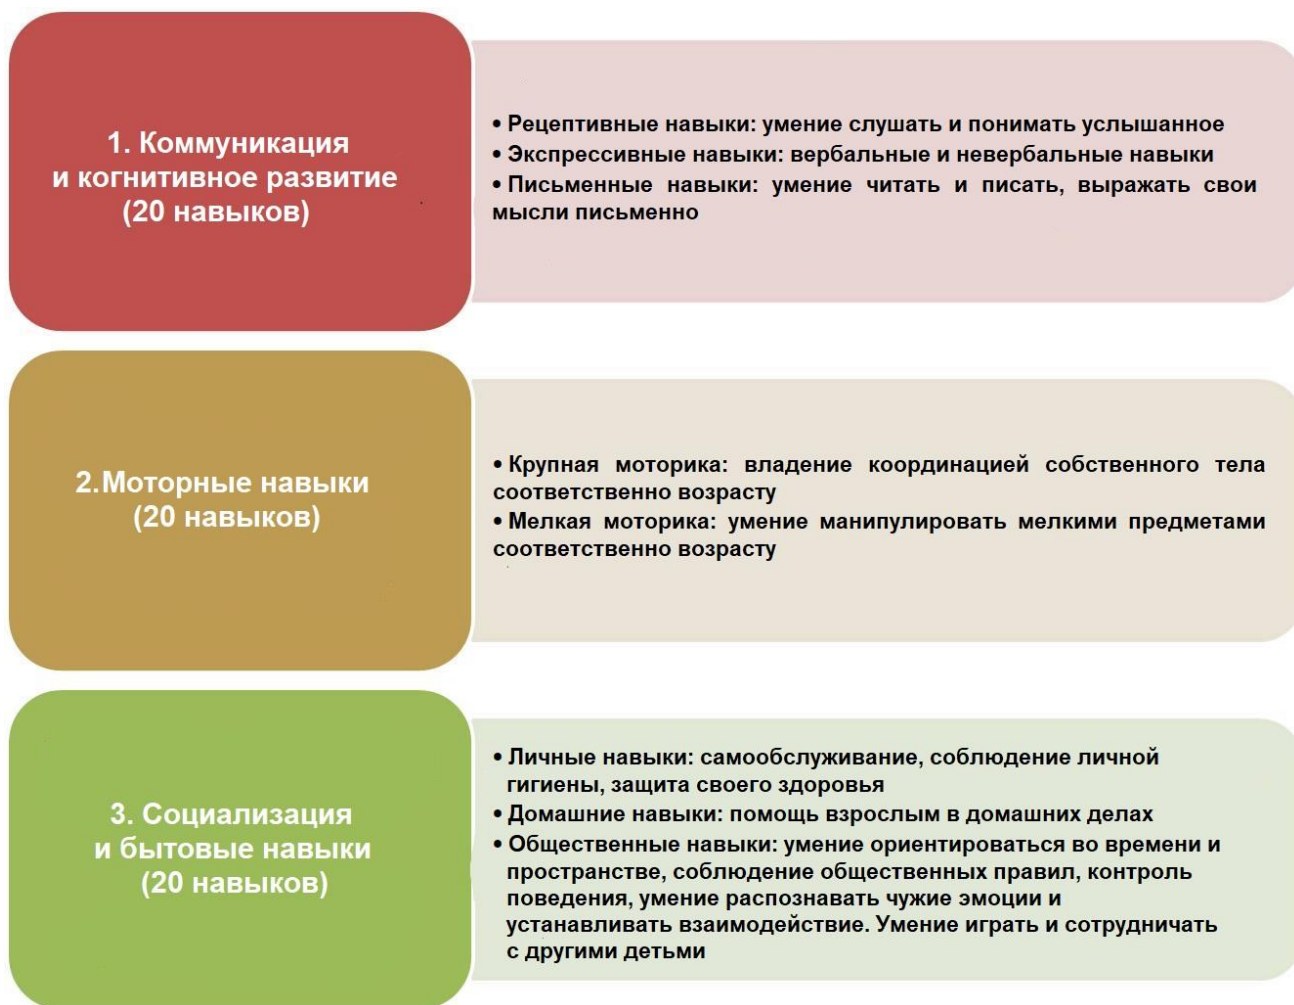 1. Коммуникация
и когнитивное развитие
(20 навыков)
• Рецептивные навыки: умение слушать и понимать услышанное
• Экспрессивные навыки: вербальные и невербальные навыки
• Письменные навыки: умение читать и писать, выражать свои
мысли письменно
2.Моторные навыки
(20 навыков)
• Крупная моторика: владение координацией собственного тела
соответственно возрасту
• Мелкая моторика: умение манипулировать мелкими предметами
соответственно возрасту
3. Социализация
и бытовые навыки
(20 навыков)
• Личные навыки: самообслуживание, соблюдение личной
гигиены, защита своего здоровья
• Домашние навыки: помощь взрослым в домашних делах
• Общественные навыки: умение ориентироваться во времени и
пространстве, соблюдение общественных правил, контроль
поведения, умение распознавать чужие эмоции и
устанавливать взаимодействие. Умение играть и сотрудничать
с другими детьми